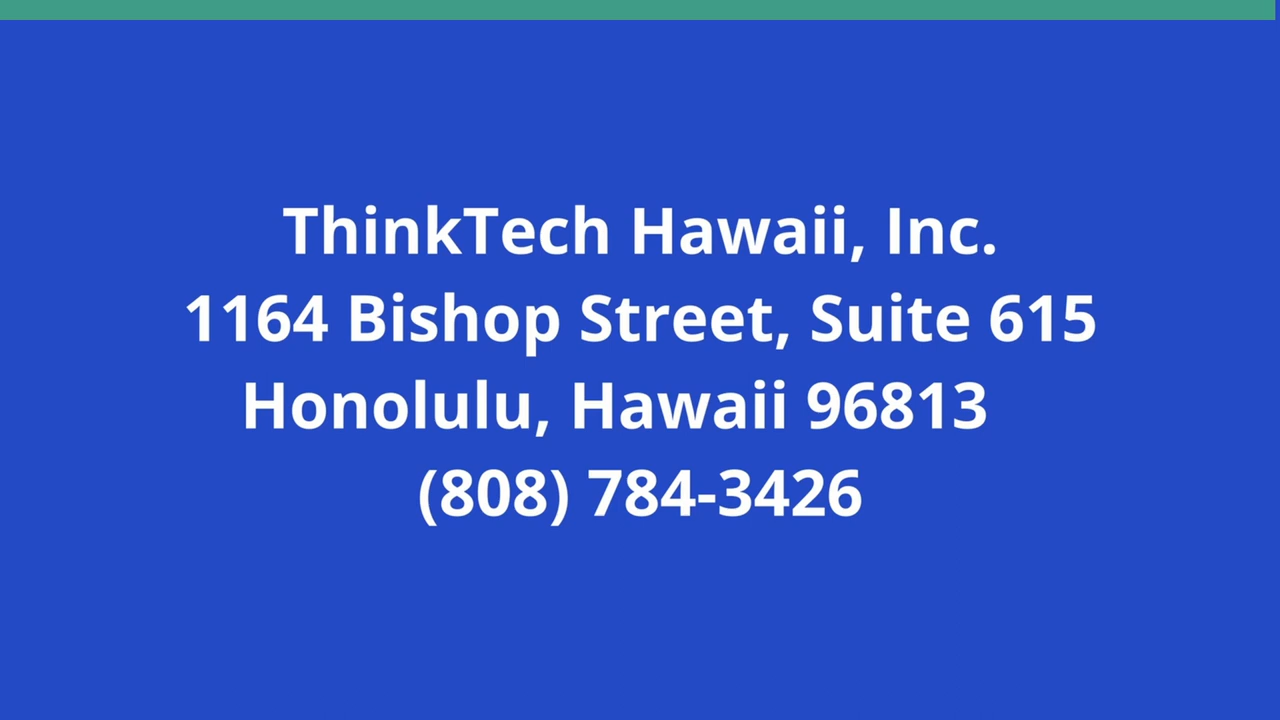 ThinkTech Hawaii, Inc.
1164 Bishop Street, Suite 615
Honolulu, Hawaii 96813
(808) 784-3426